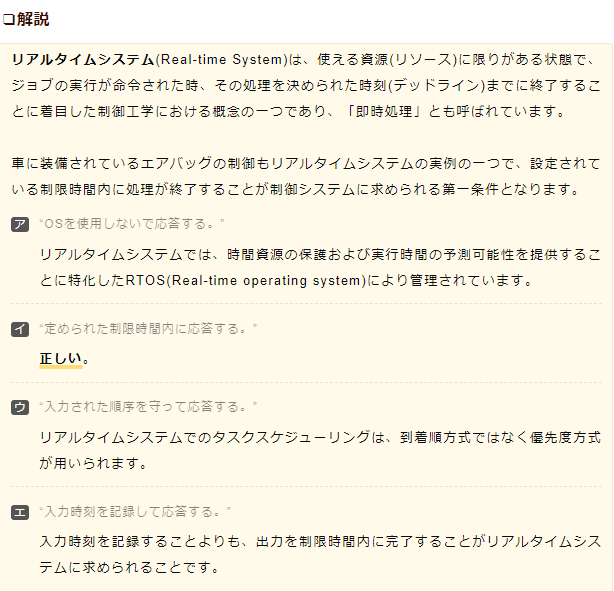 ❏解説
リアルタイムシステム(Real-time System)は、使える資源(リソース)に限りがある状態で、
ジョブの実行が命令された時、その処理を決められた時刻(デッドライン)までに終了するこ
とに着目した制御工学における概念の一つであり、「即時処理」とも呼ばれています。
車に装備されているエアバッグの制御もリアルタイムシステムの実例の一つで、設定されて
いる制限時間内に処理が終了することが制御システムに求められる第一条件となります。
ア “OSを使用しないで応答する。”
リアルタイムシステムでは、時間資源の保護および実行時間の予測可能性を提供するこ
とに特化したRTOS(Real-time operating system)により管理されています。
イ “定められた制限時間内に応答する。”
正しい。
ウ “入力された順序を守って応答する。”
リアルタイムシステムでのタスクスケジューリングは、到着順方式ではなく優先度方式
が用いられます。
エ “入力時刻を記録して応答する。”
入力時刻を記録することよりも、出力を制限時間内に完了することがリアルタイムシス
テムに求められることです。